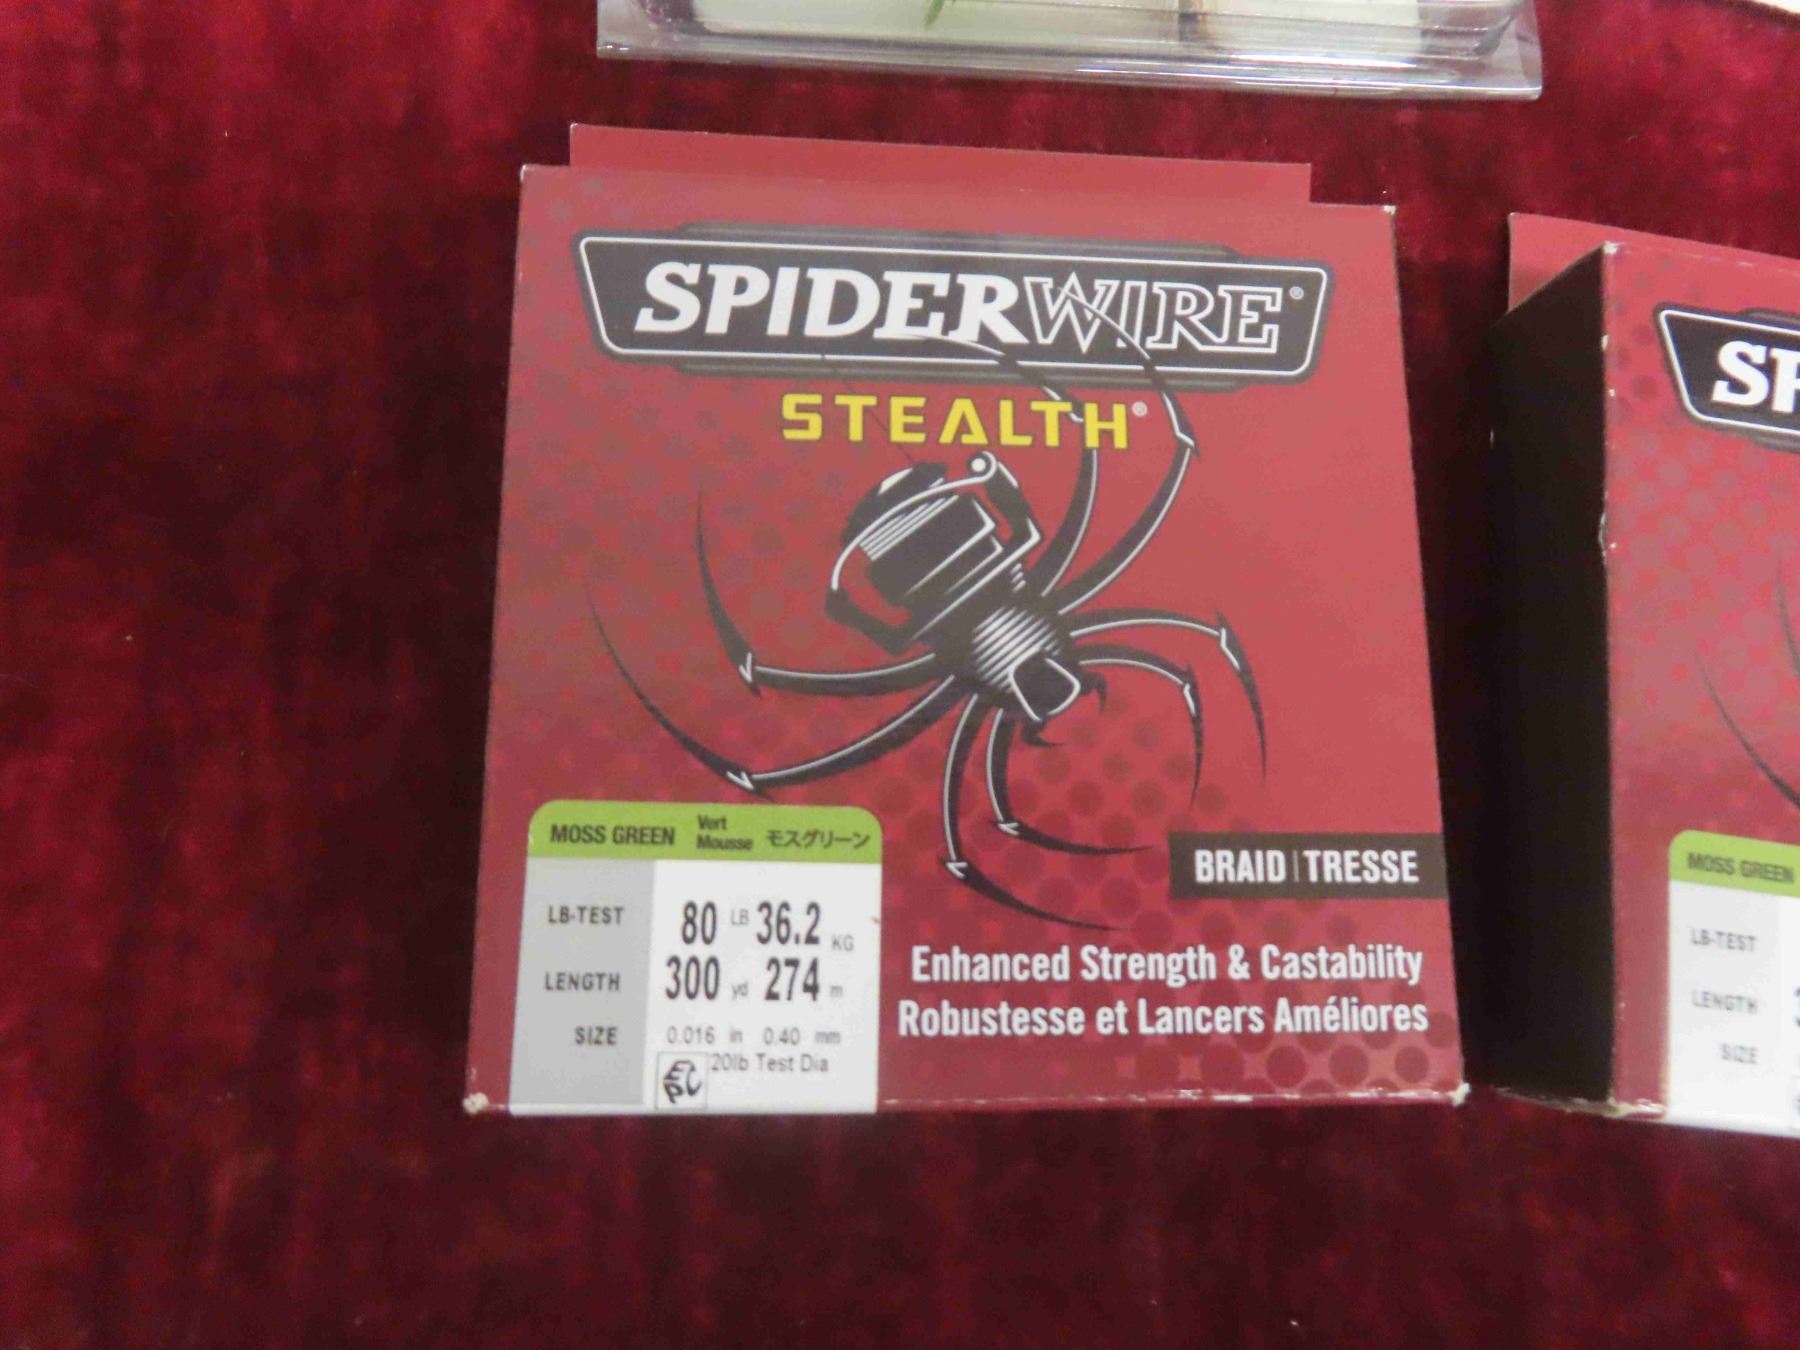 SPIDERWIRE®
STEALTH®
MOSS GREEN Vert Mousse モスグリーン
LB-TEST 80 LB 36.2 KG
LENGTH 300 yd 274 m
SIZE 0.016 in 0.40 mm
20lb Test Dia
BRAID | TRESSE
Enhanced Strength & Castability
Robustesse et Lancers Améliores
SP
MOSS GREEN
LB-TEST
LENGTH
SIZE